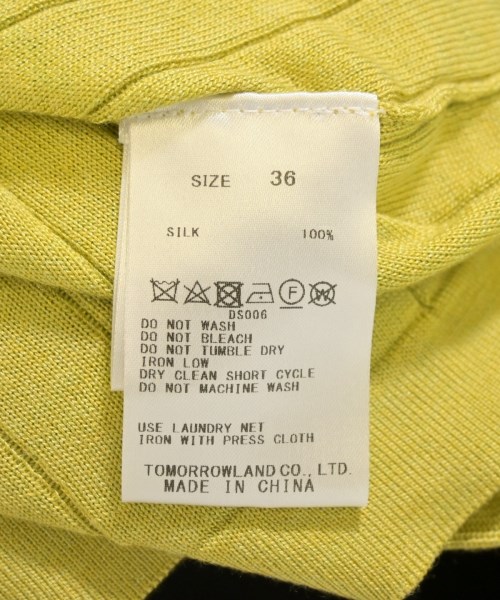 SIZE 36
SILK 100%
F W
DS006
DO NOT WASH
DO NOT BLEACH
DO NOT TUMBLE DRY
IRON LOW
DRY CLEAN SHORT CYCLE
DO NOT MACHINE WASH
USE LAUNDRY NET
IRON WITH PRESS CLOTH
TOMORROWLAND CO., LTD.
MADE IN CHINA